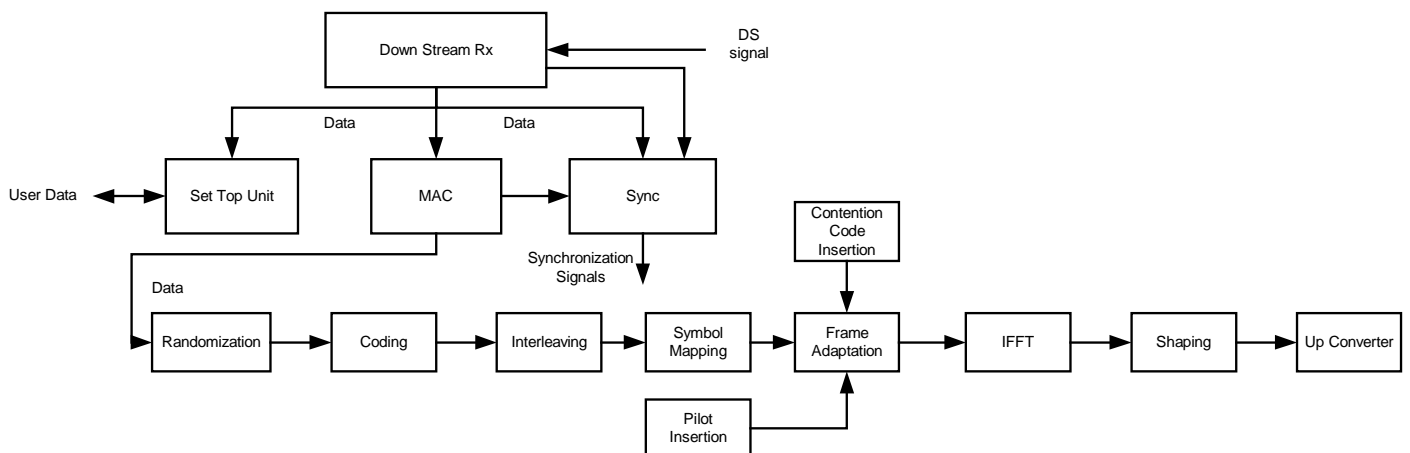 Down Stream Rx
DS
signal
Data
Data
User Data
Set Top Unit
MAC
Sync
Contention
Code
Insertion
Synchronization
Signals
Data
Randomization
Coding
Interleaving
Symbol
Mapping
Frame
Adaptation
IFFT
Shaping
Up Converter
Pilot
Insertion